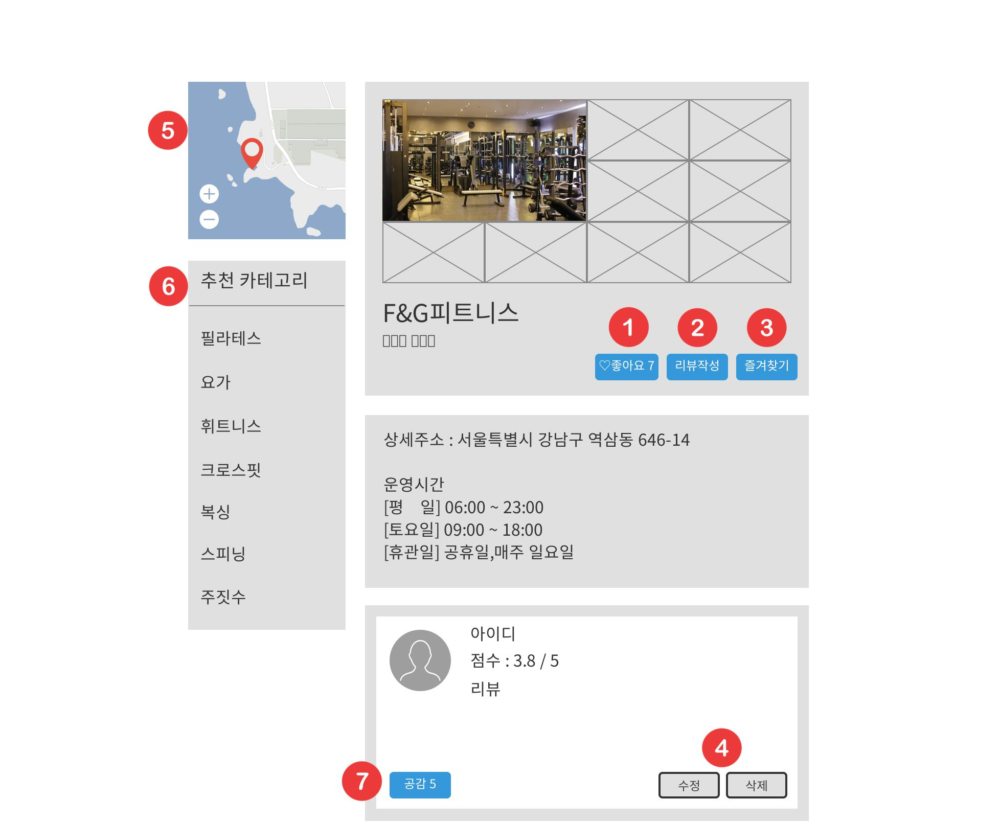 5
6
추천 카테고리
필라테스
요가
휘트니스
크로스핏
복싱
스피닝
주짓수
F&G피트니스
1
2
3
♡좋아요 7
리뷰작성
즐겨찾기
상세주소 : 서울특별시 강남구 역삼동 646-14
운영시간
[평 일] 06:00 ~ 23:00
[토요일] 09:00 ~ 18:00
[휴관일] 공휴일,매주 일요일
아이디
점수 : 3.8 / 5
리뷰
4
7
공감 5
수정
삭제